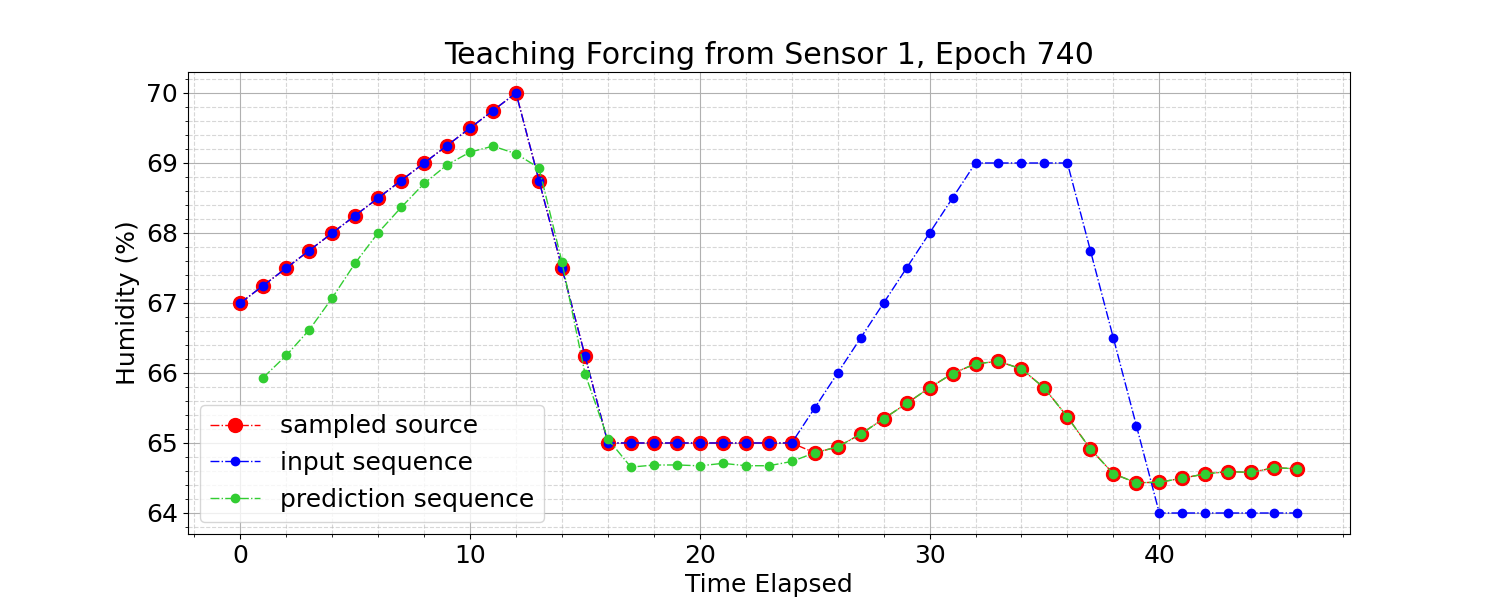 Teaching Forcing from Sensor 1, Epoch 740
70
69
68
67
66
65
64
Humidity (%)
sampled source
input sequence
prediction sequence
0 10 20 30 40
Time Elapsed